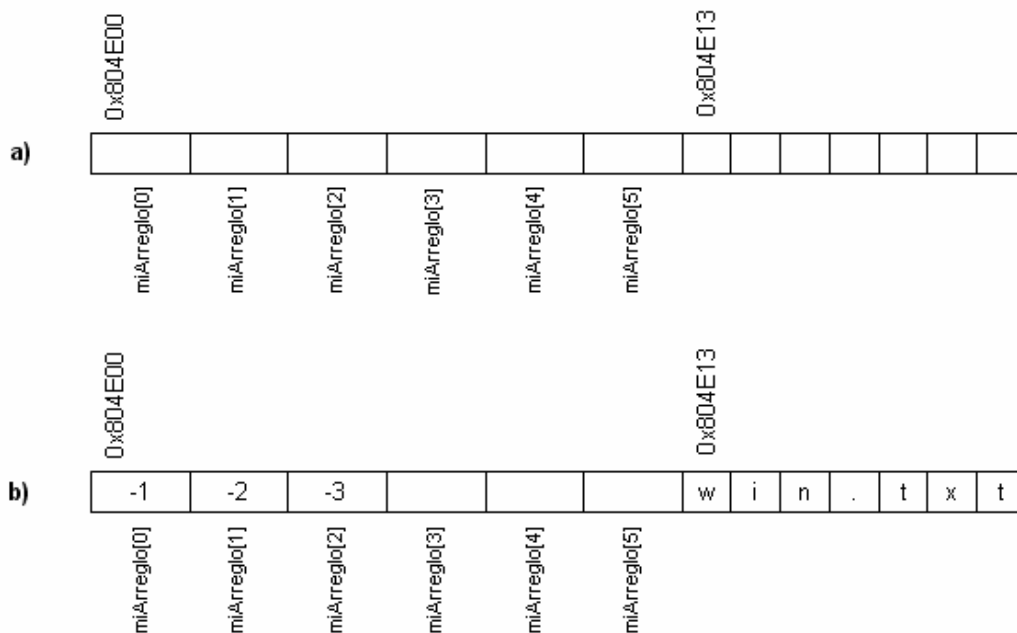 0x804E00 0x804E13
a)
miArreglo[0] miArreglo[1] miArreglo[2] miArreglo[3] miArreglo[4] miArreglo[5]
0x804E00 0x804E13
b) -1 -2 -3 w i n . t x t
miArreglo[0] miArreglo[1] miArreglo[2] miArreglo[3] miArreglo[4] miArreglo[5]